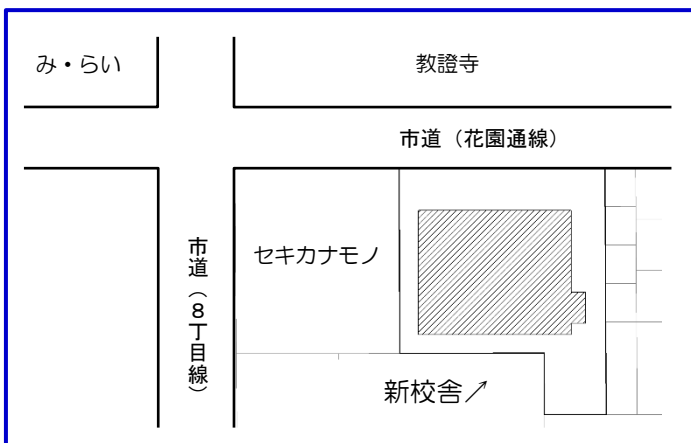 み・らい
教證寺
市道（花園通線）
セキカナモノ
市道（８丁目線）
新校舎↗